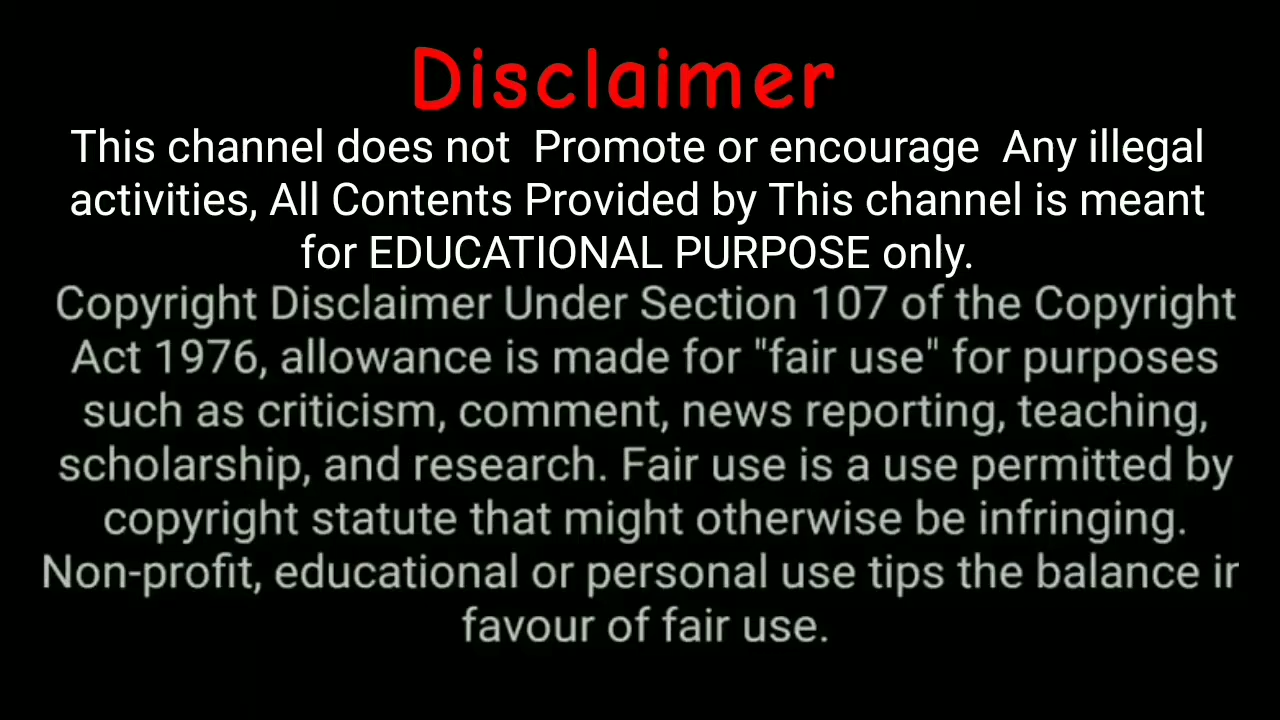 Disclaimer
This channel does not Promote or encourage Any illegal
activities, All Contents Provided by This channel is meant
for EDUCATIONAL PURPOSE only.
Copyright Disclaimer Under Section 107 of the Copyright
Act 1976, allowance is made for "fair use" for purposes
such as criticism, comment, news reporting, teaching,
scholarship, and research. Fair use is a use permitted by
copyright statute that might otherwise be infringing.
Non-profit, educational or personal use tips the balance in
favour of fair use.